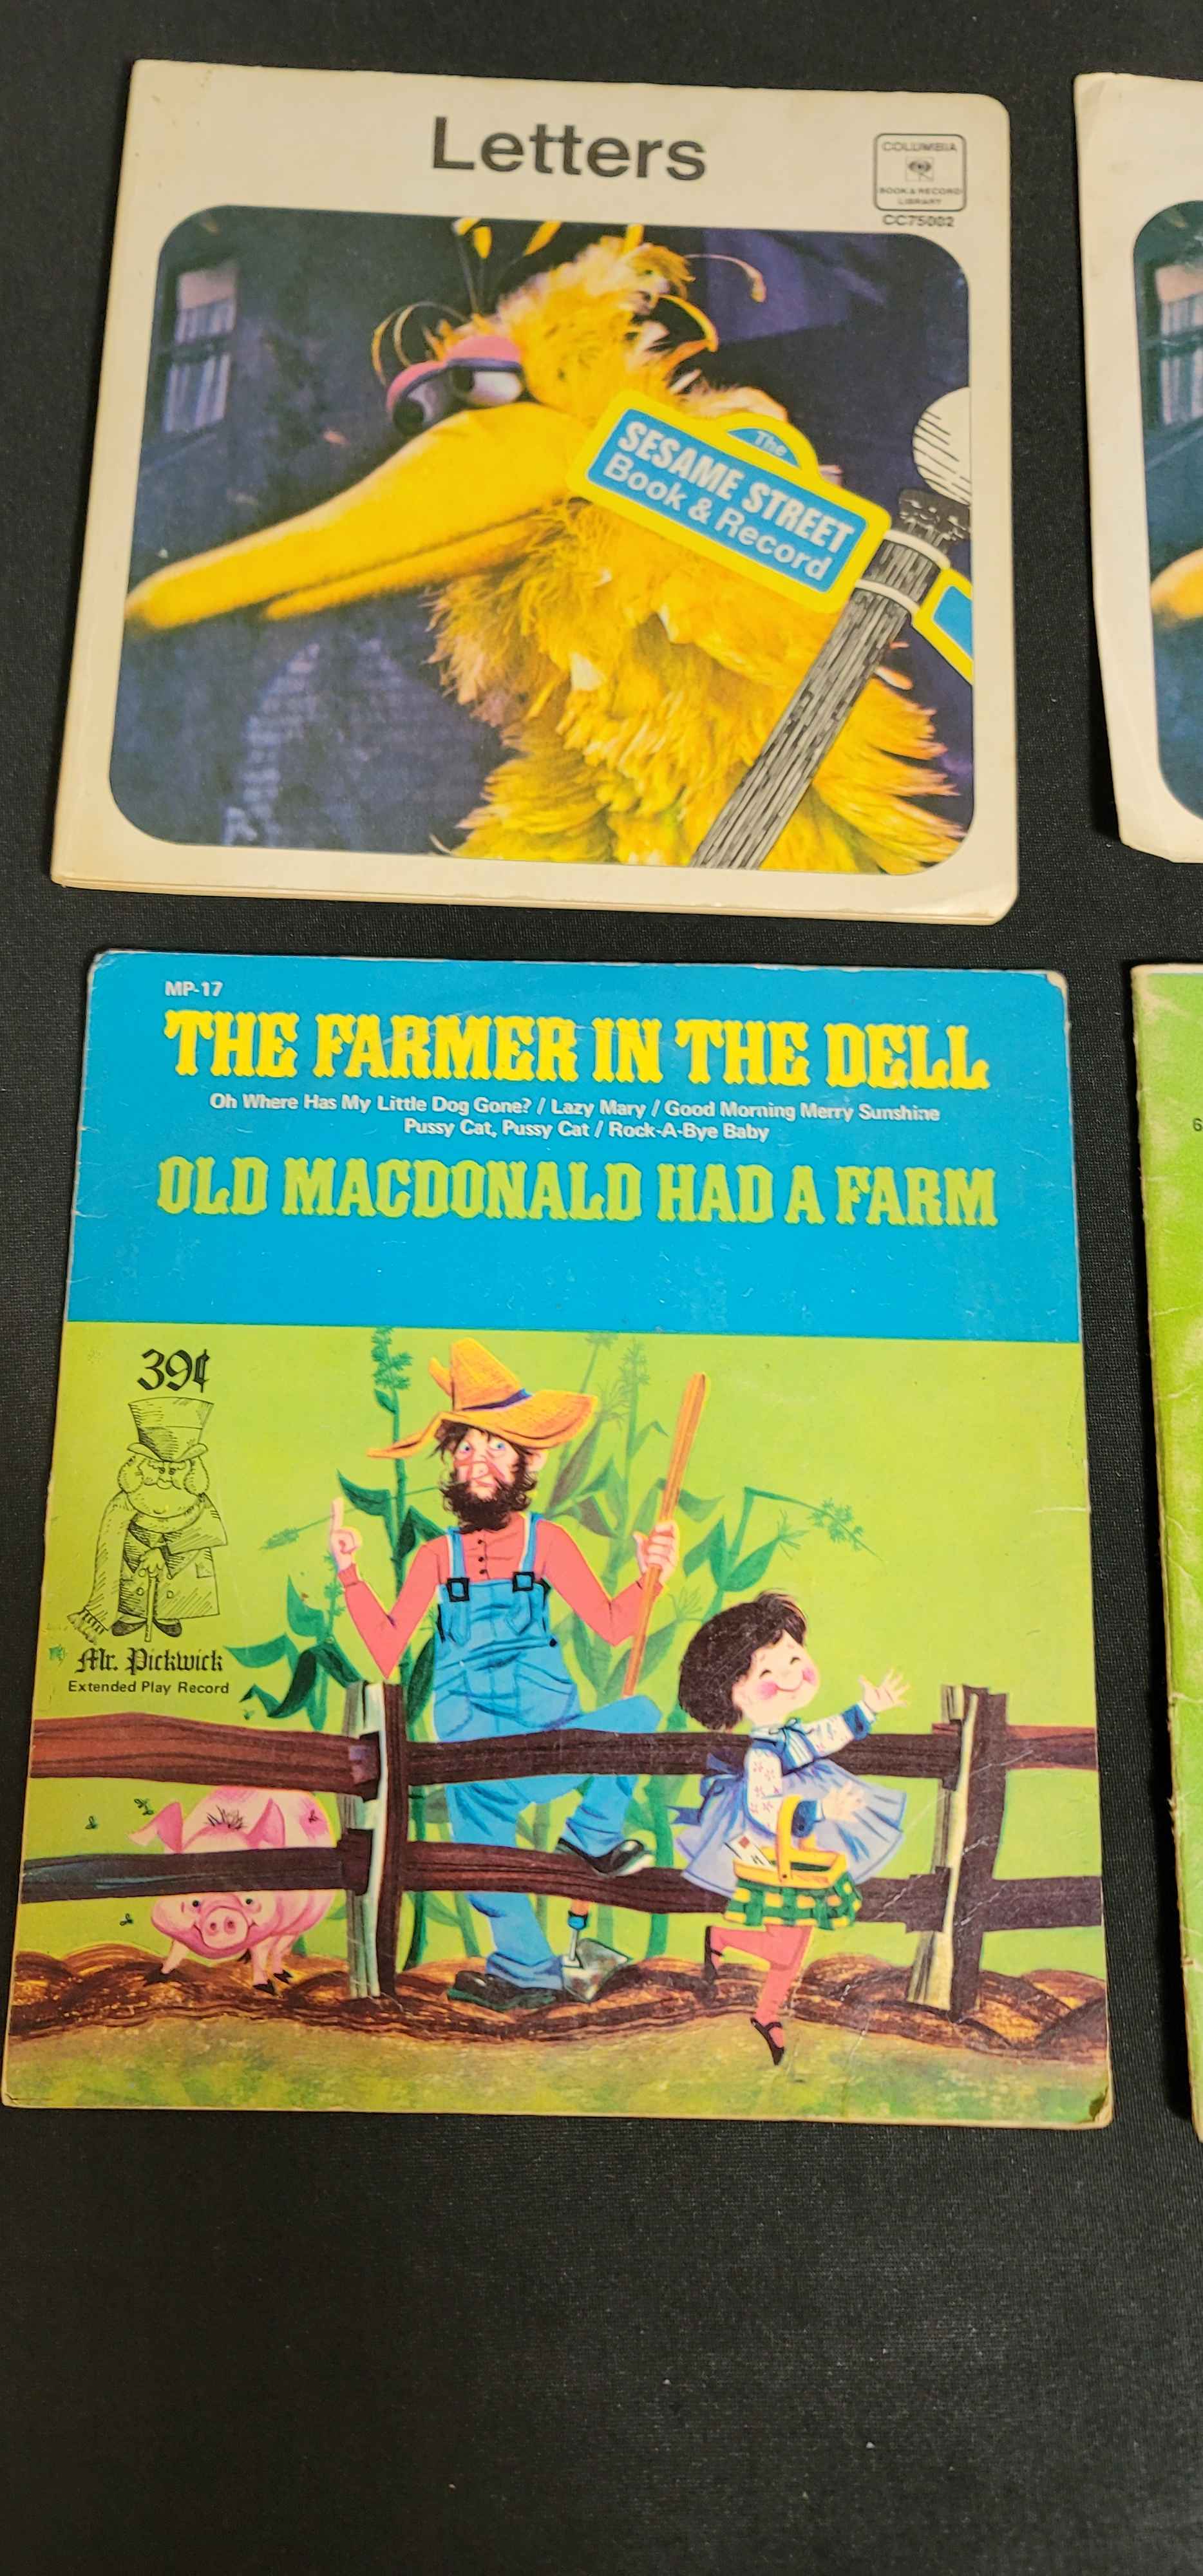 Letters
COLUMBIA
BOOK & RECORD
LIBRARY
CC75002
The
SESAME STREET
Book & Record
MP-17
THE FARMER IN THE DELL
Oh Where Has My Little Dog Gone? / Lazy Mary / Good Morning Merry Sunshine
Pussy Cat, Pussy Cat / Rock-A-Bye Baby
OLD MACDONALD HAD A FARM
39¢
Mr. Pickwick
Extended Play Record
6